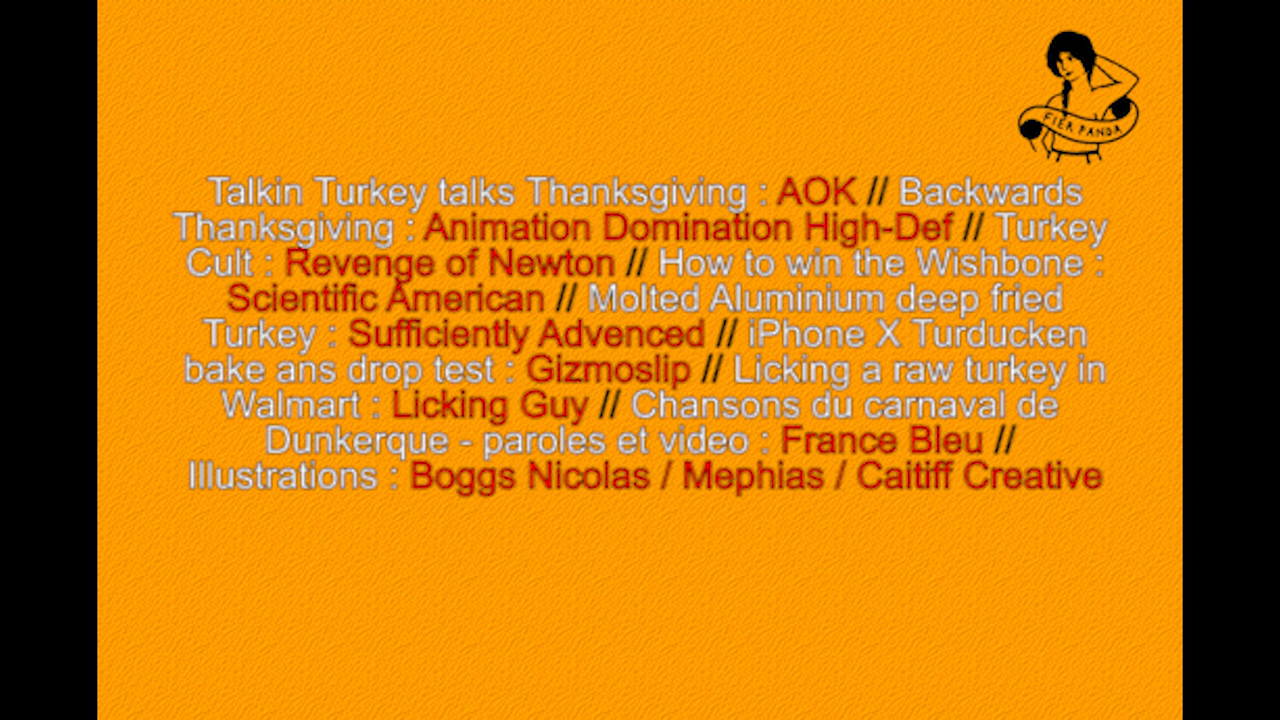 FIER PANDA
Talkin Turkey talks Thanksgiving : AOK // Backwards
Thanksgiving : Animation Domination High-Def // Turkey
Cult : Revenge of Newton // How to win the Wishbone :
Scientific American // Molted Aluminium deep fried
Turkey : Sufficiently Advenced // iPhone X Turducken
bake ans drop test : Gizmoslip // Licking a raw turkey in
Walmart : Licking Guy // Chansons du carnaval de
Dunkerque - paroles et video : France Bleu //
Illustrations : Boggs Nicolas / Mephias / Caitiff Creative